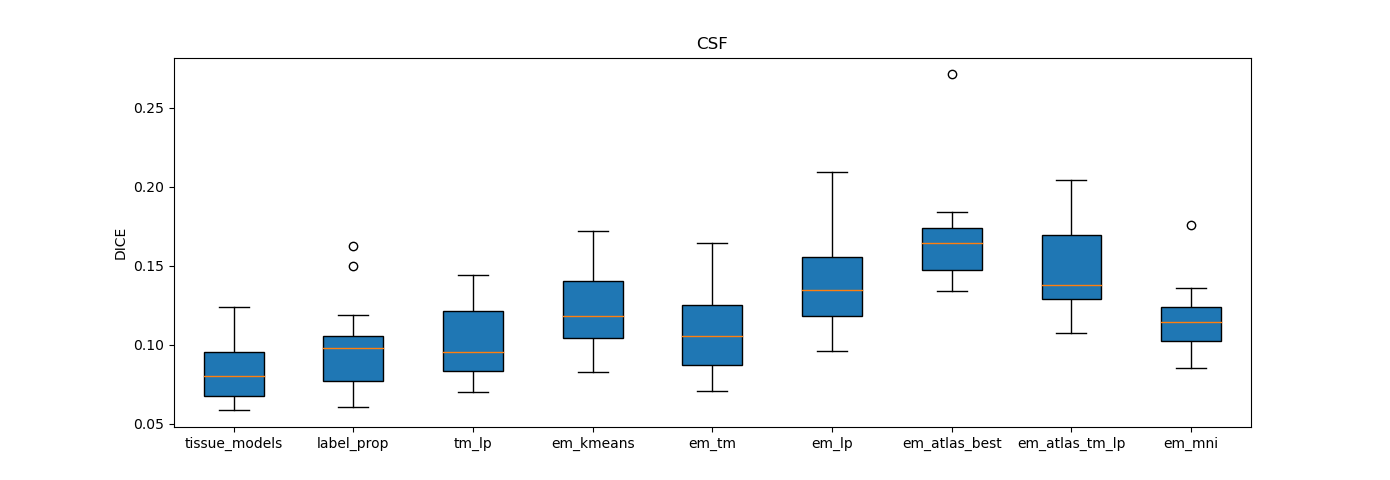 CSF
DICE
0.25
0.20
0.15
0.10
0.05
tissue_models label_prop tm_lp em_kmeans em_tm em_lp em_atlas_best em_atlas_tm_lp em_mni